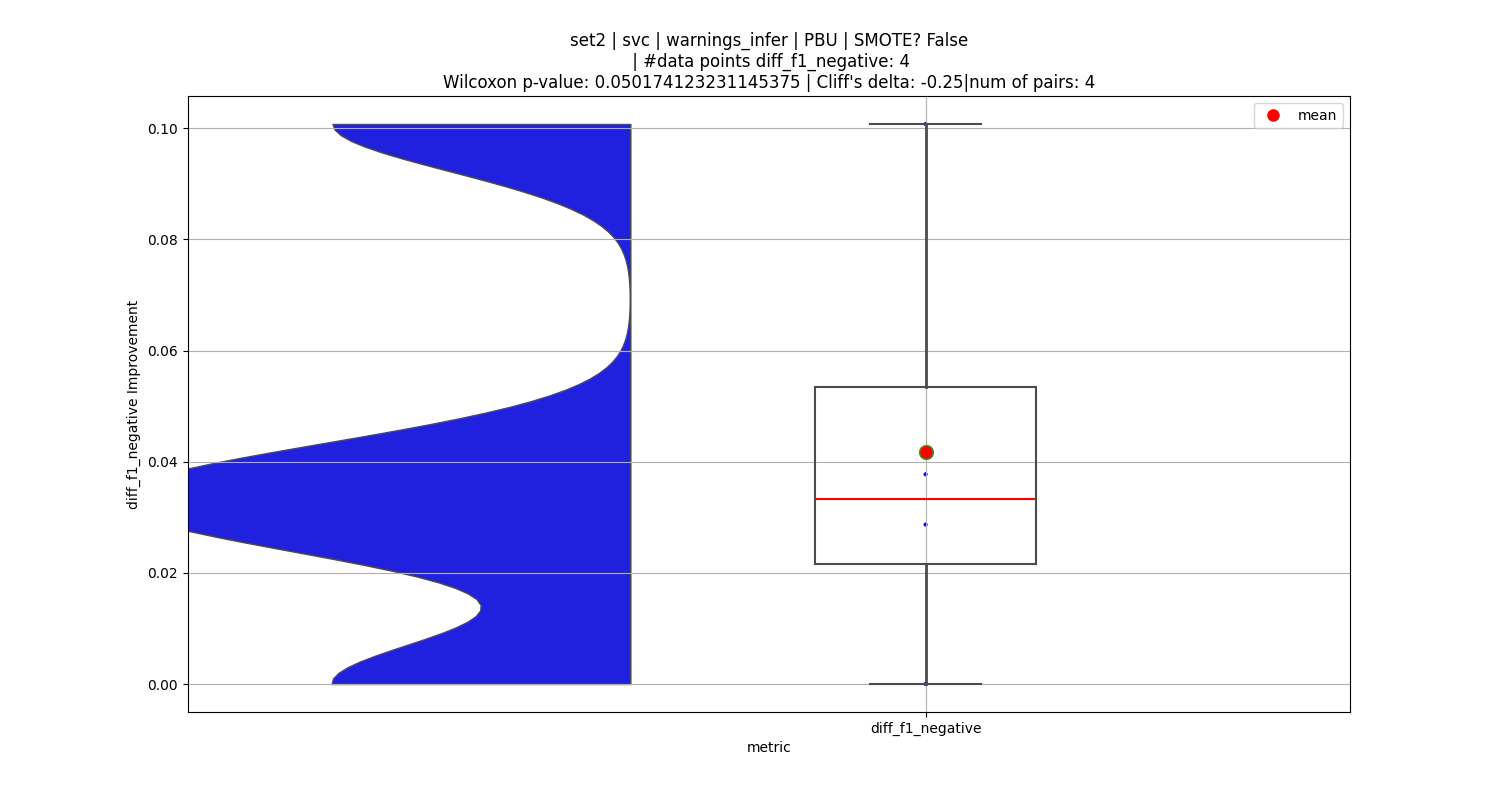 set2 | svc | warnings_infer | PBU | SMOTE? False
| #data points diff_f1_negative: 4
Wilcoxon p-value: 0.050174123231145375 | Cliff's delta: -0.25|num of pairs: 4
mean
0.10
0.08
0.06
0.04
0.02
0.00
diff_f1_negative Improvement
diff_f1_negative
metric